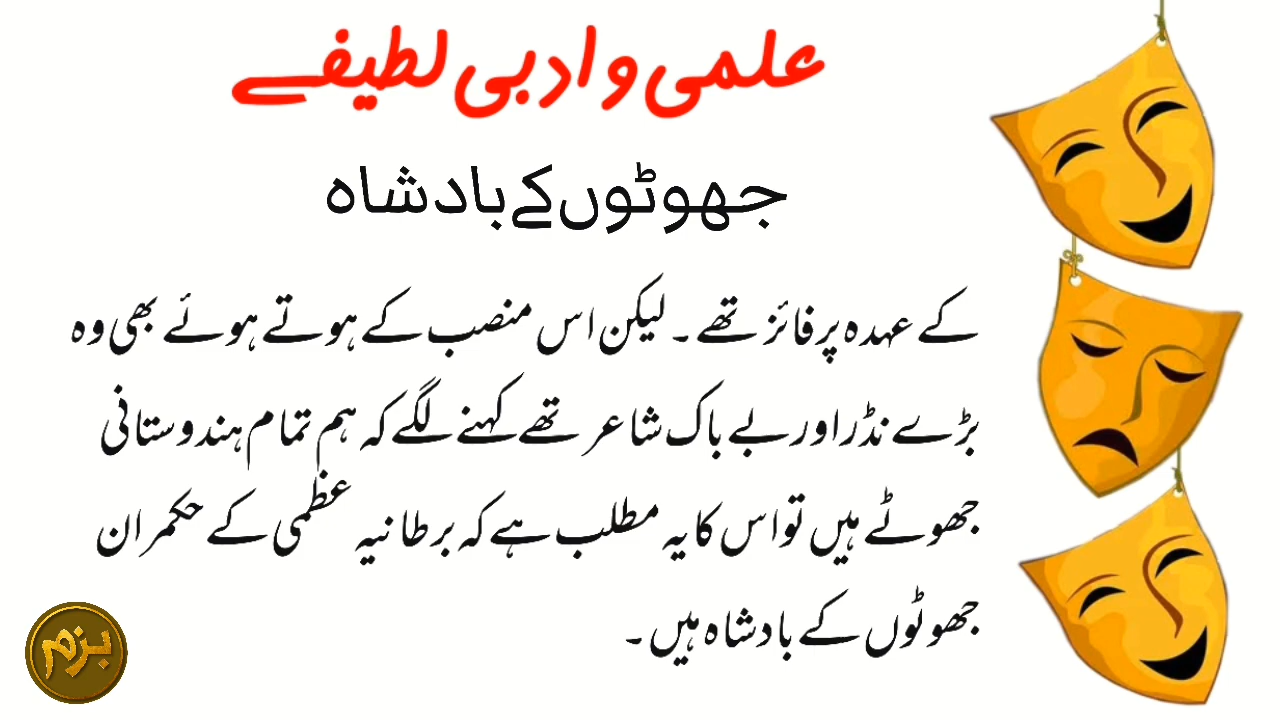 علمی و ادبی لطیفے
جھوٹوں کے بادشاہ
کے عہدہ پر فائز تھے ۔ لیکن اس منصب کے ہوتے ہوئے بھی وہ
بڑے نڈر اور بے باک شاعر تھے کہنے لگے کہ ہم تمام ہندوستانی
جھوٹے ہیں تو اس کا یہ مطلب ہے کہ برطانیہ عظمی کے حکمران
جھوٹوں کے بادشاہ ہیں ۔
بزم